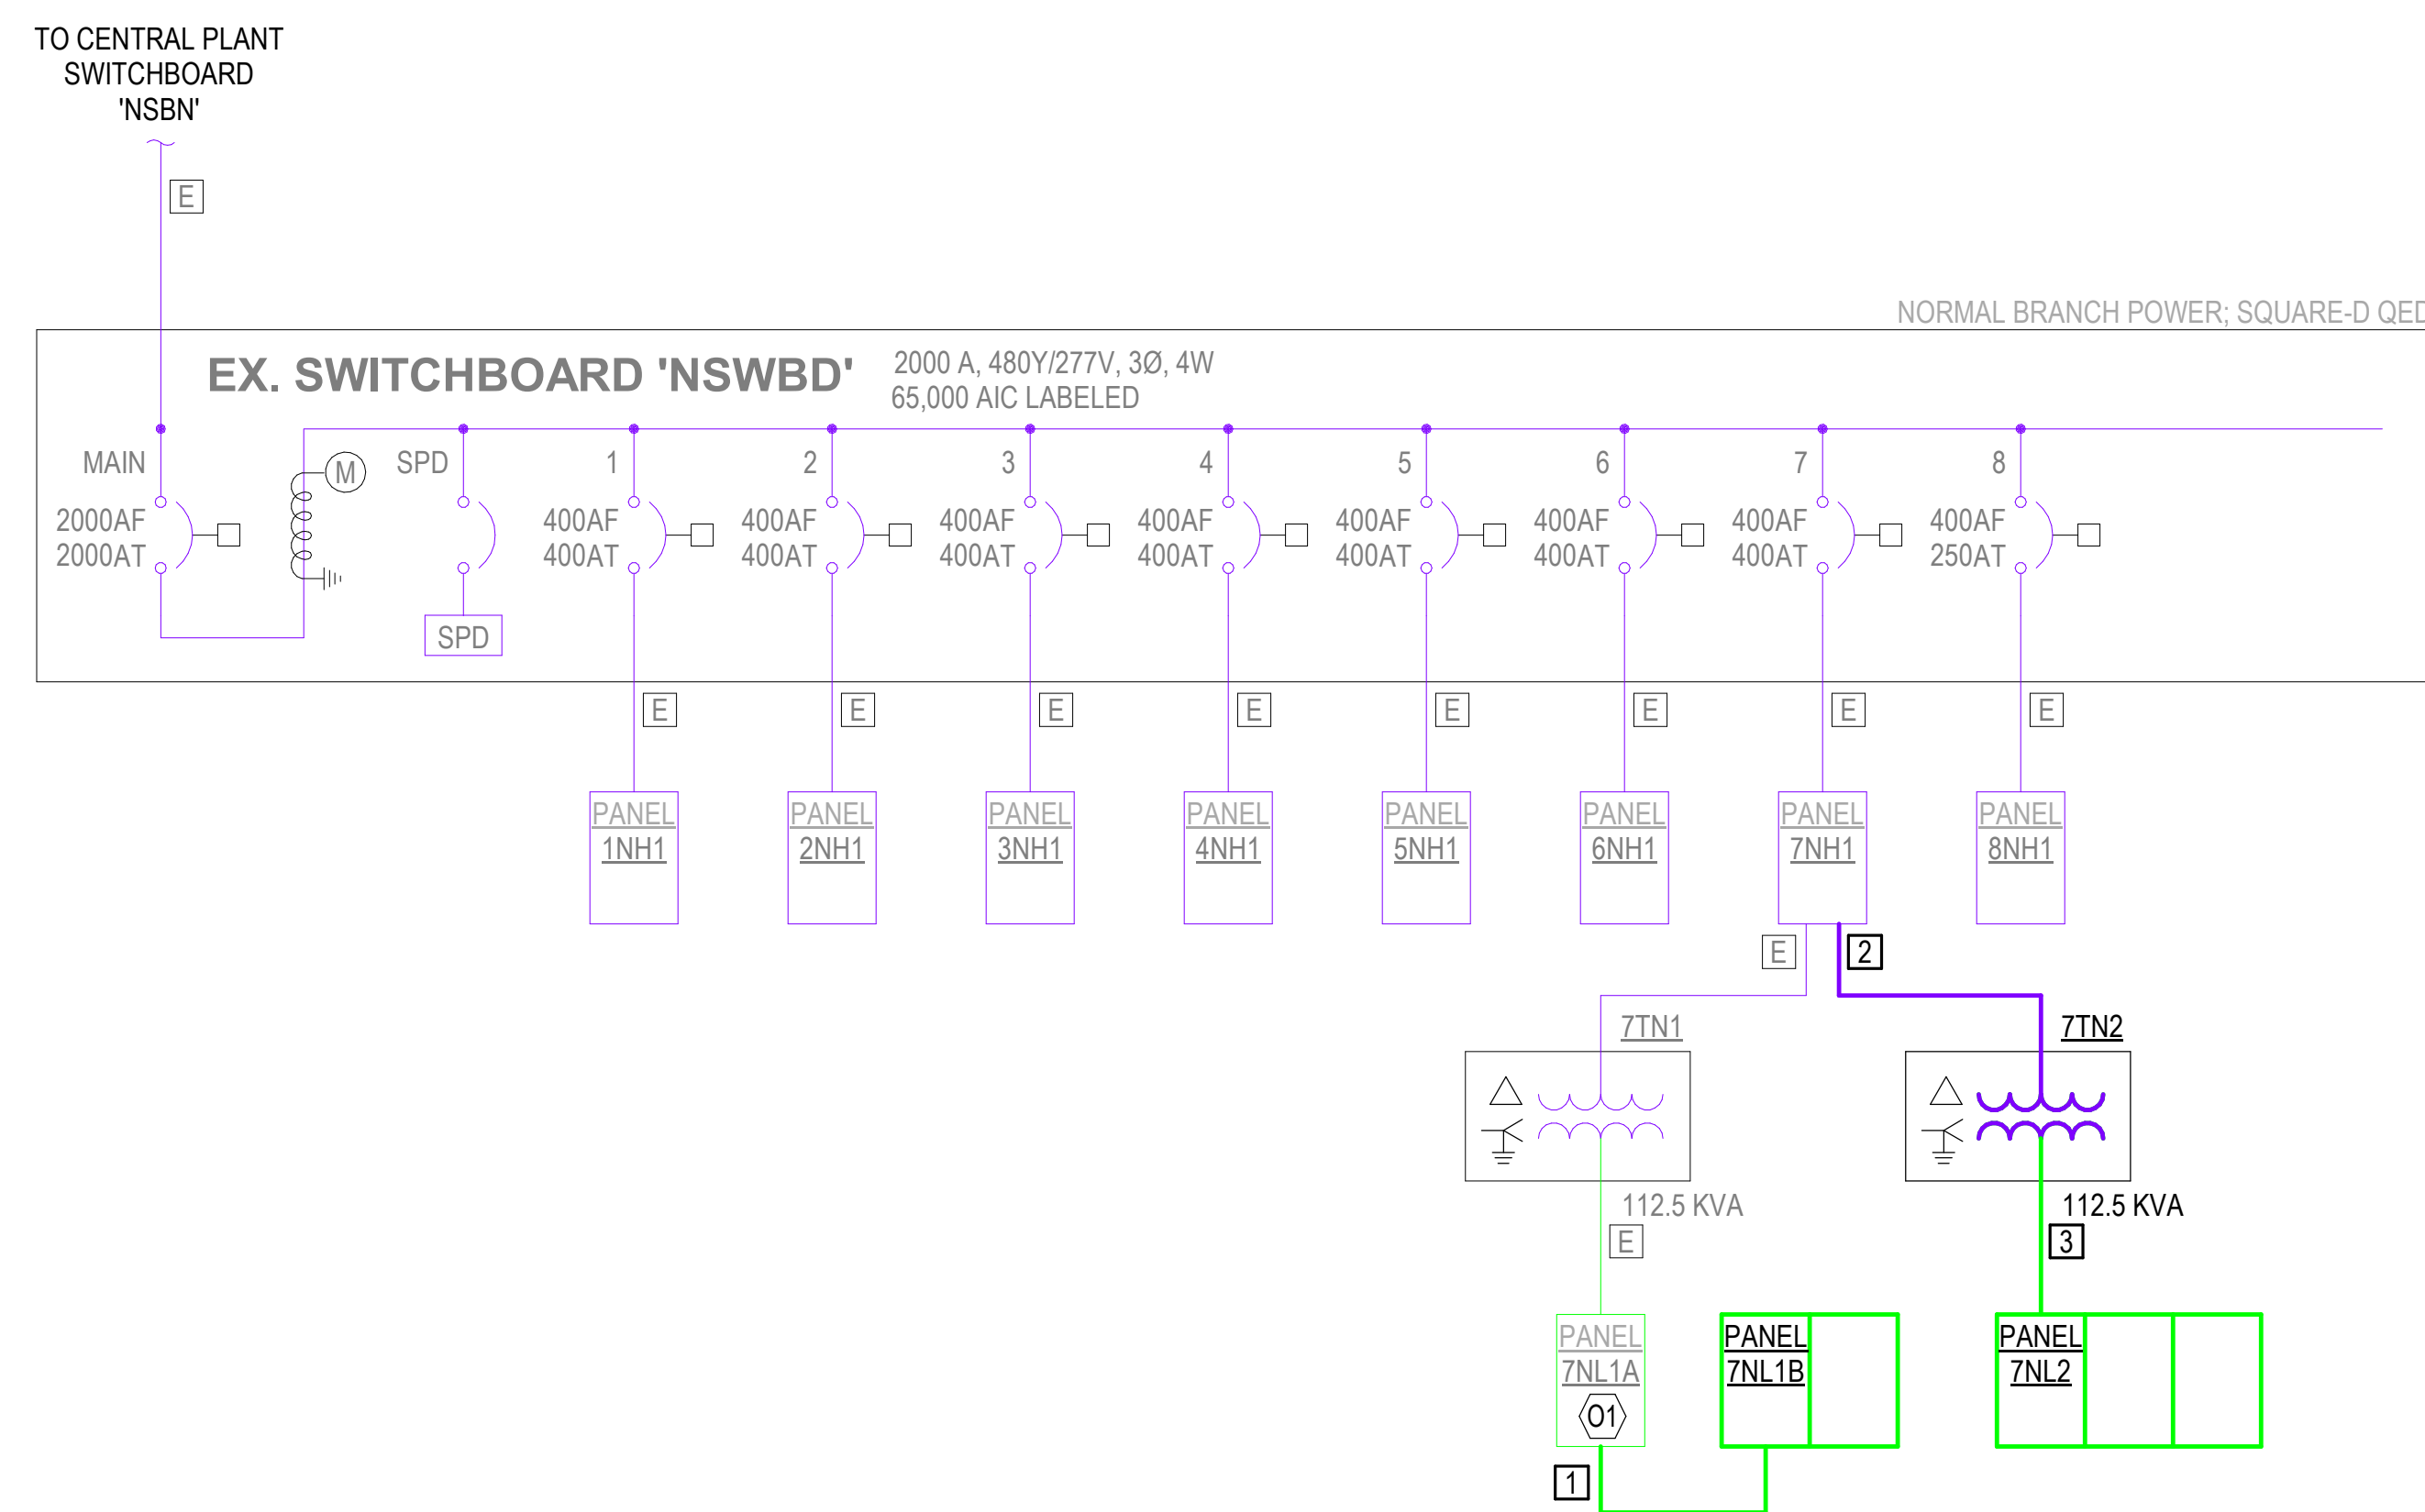 TO CENTRAL PLANT
SWITCHBOARD
'NSBN'
E
NORMAL BRANCH POWER; SQUARE-D QED
EX. SWITCHBOARD 'NSWBD'
2000 A, 480Y/277V, 3Ø, 4W
65,000 AIC LABELED
MAIN
2000AF
2000AT
M
SPD
SPD
1
400AF
400AT
2
400AF
400AT
3
400AF
400AT
4
400AF
400AT
5
400AF
400AT
6
400AF
400AT
7
400AF
400AT
8
400AF
250AT
E
E
E
E
E
E
E
E
PANEL
1NH1
PANEL
2NH1
PANEL
3NH1
PANEL
4NH1
PANEL
5NH1
PANEL
6NH1
PANEL
7NH1
PANEL
8NH1
E
2
7TN1
7TN2
112.5 KVA
E
112.5 KVA
3
PANEL
7NL1A
01
PANEL
7NL1B
PANEL
7NL2
1